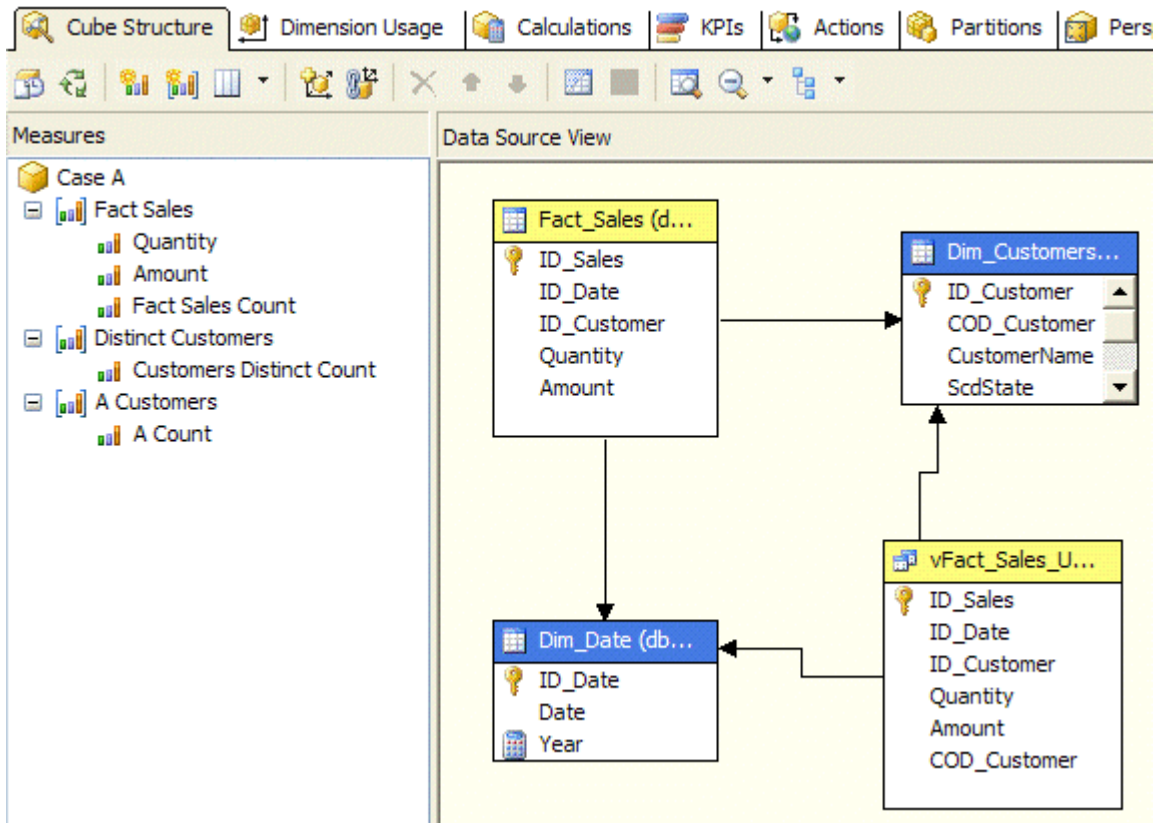 Cube Structure Dimension Usage Calculations KPIs Actions Partitions Pers
Measures
Case A
Fact Sales
Quantity
Amount
Fact Sales Count
Distinct Customers
Customers Distinct Count
A Customers
A Count
Data Source View
Fact_Sales (d...
ID_Sales
ID_Date
ID_Customer
Quantity
Amount
Dim_Customers...
ID_Customer
COD_Customer
CustomerName
ScdState
Dim_Date (db...
ID_Date
Date
Year
vFact_Sales_U...
ID_Sales
ID_Date
ID_Customer
Quantity
Amount
COD_Customer